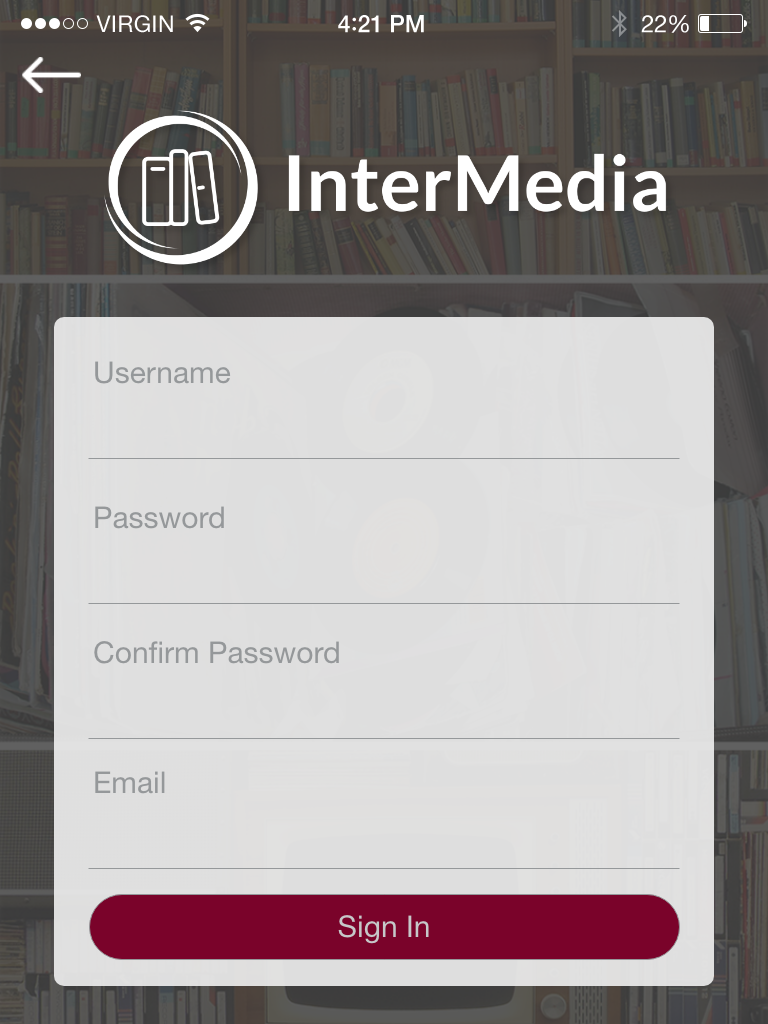 VIRGIN 4:21 PM 22%
InterMedia
Username
Password
Confirm Password
Email
Sign In